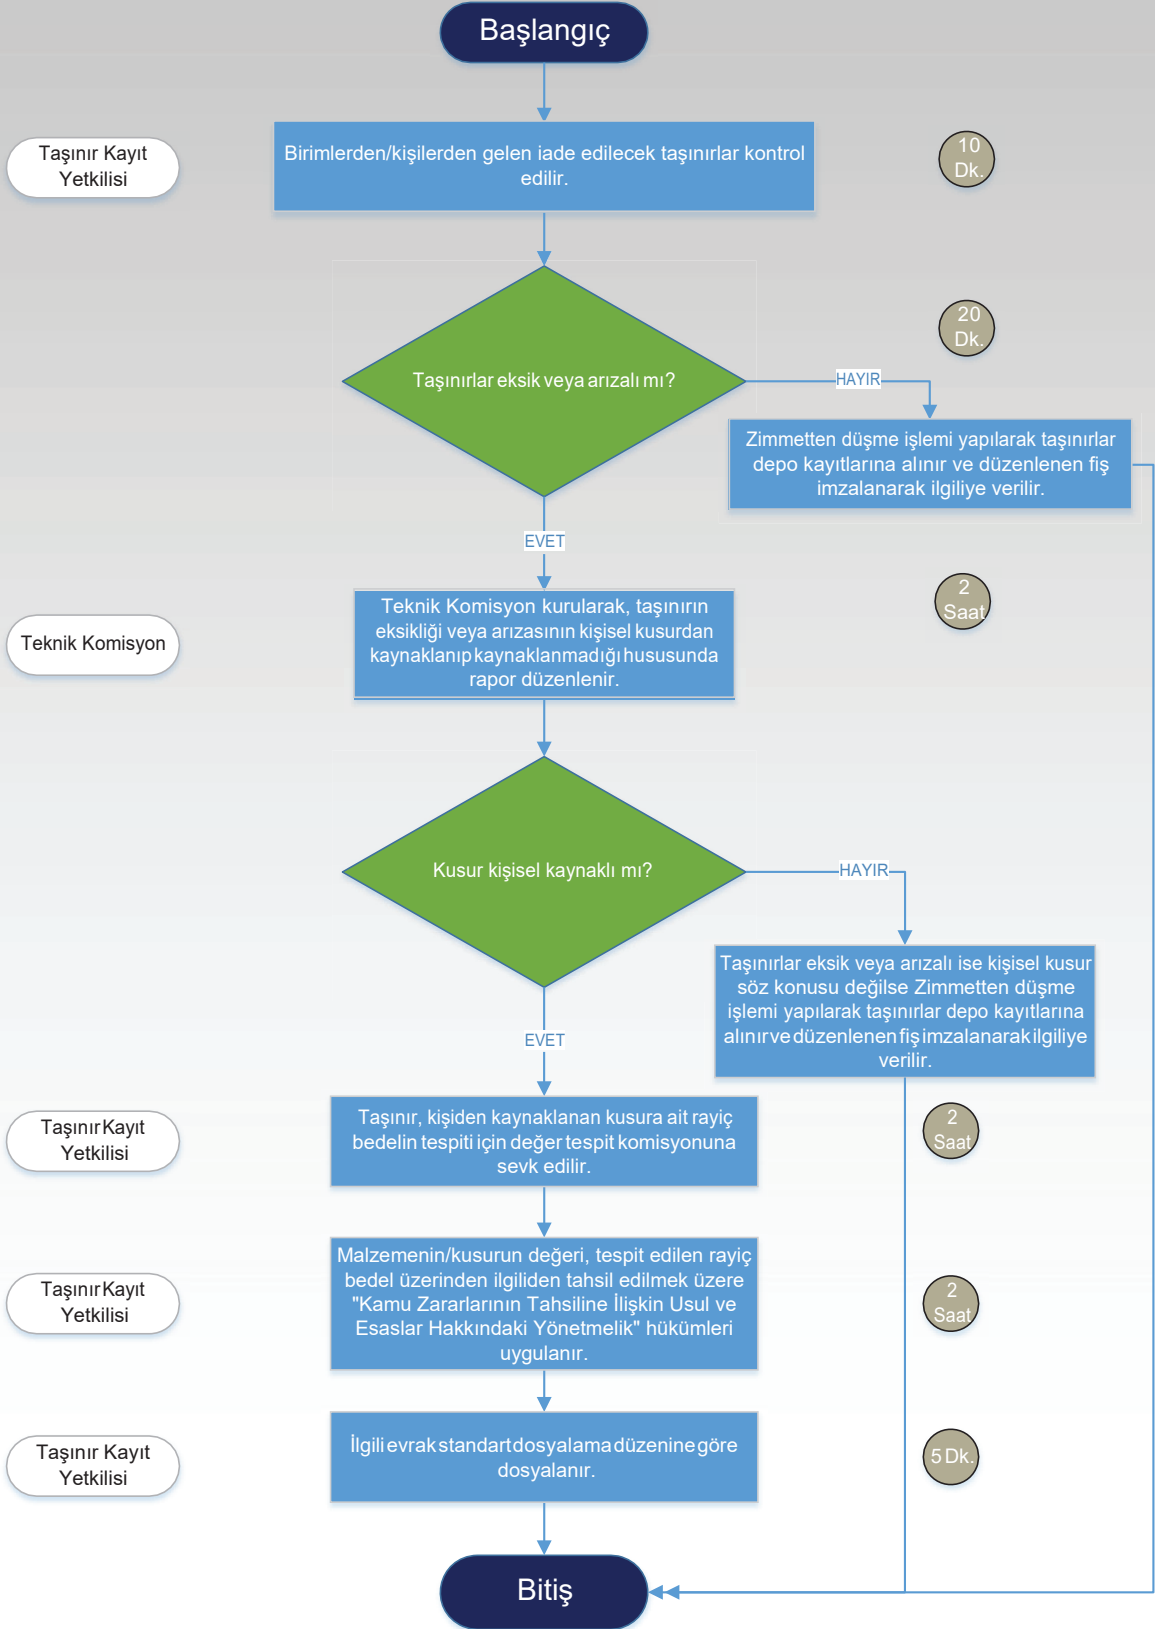 Başlangıç
Taşınır Kayıt
Yetkilisi
Birimlerden/kişilerden gelen iade edilecek taşınırlar kontrol
edilir.
10
Dk.
Taşınırlar eksik veya arızalı mı?
20
Dk.
HAYIR
Zimmetten düşme işlemi yapılarak taşınırlar
depo kayıtlarına alınır ve düzenlenen fiş
imzalanarak ilgiliye verilir.
EVET
Teknik Komisyon
Teknik Komisyon kurularak, taşınırın
eksikliği veya arızasının kişisel kusurdan
kaynaklanıp kaynaklanmadığı hususunda
rapor düzenlenir.
2
Saat
Kusur kişisel kaynaklı mı?
HAYIR
Taşınırlar eksik veya arızalı ise kişisel kusur
söz konusu değilse Zimmetten düşme
işlemi yapılarak taşınırlar depo kayıtlarına
alınır ve düzenlenen fiş imzalanarak ilgiliye
verilir.
EVET
Taşınır Kayıt
Yetkilisi
Taşınır, kişiden kaynaklanan kusura ait rayiç
bedelin tespiti için değer tespit komisyonuna
sevk edilir.
2
Saat
Taşınır Kayıt
Yetkilisi
Malzemenin/kusurun değeri, tespit edilen rayiç
bedel üzerinden ilgiliden tahsil edilmek üzere
"Kamu Zararlarının Tahsiline İlişkin Usul ve
Esaslar Hakkındaki Yönetmelik" hükümleri
uygulanır.
2
Saat
Taşınır Kayıt
Yetkilisi
İlgili evrak standart dosyalama düzenine göre
dosyalanır.
5 Dk.
Bitiş